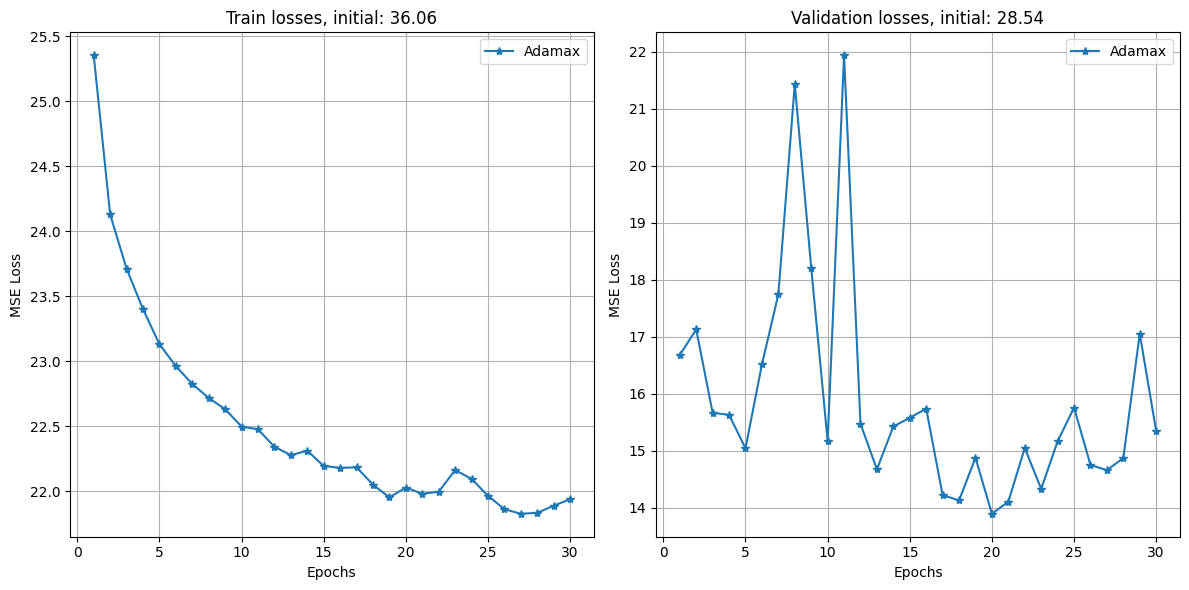 Train losses, initial: 36.06
Adamax
MSE Loss
25.5
25.0
24.5
24.0
23.5
23.0
22.5
22.0
0 5 10 15 20 25 30
Epochs
Validation losses, initial: 28.54
Adamax
MSE Loss
22
21
20
19
18
17
16
15
14
0 5 10 15 20 25 30
Epochs